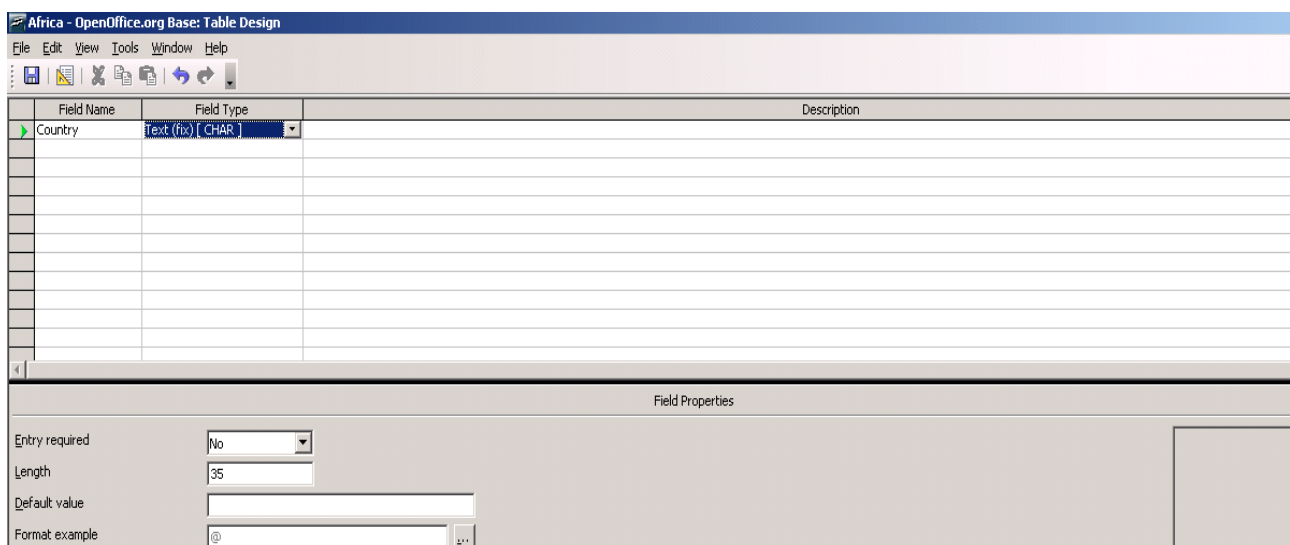 Africa - OpenOffice.org Base: Table Design
File Edit View Tools Window Help
Field Name Field Type Description
Country Text (fix) [ CHAR ]
Field Properties
Entry required No
Length 35
Default value
Format example @ ...